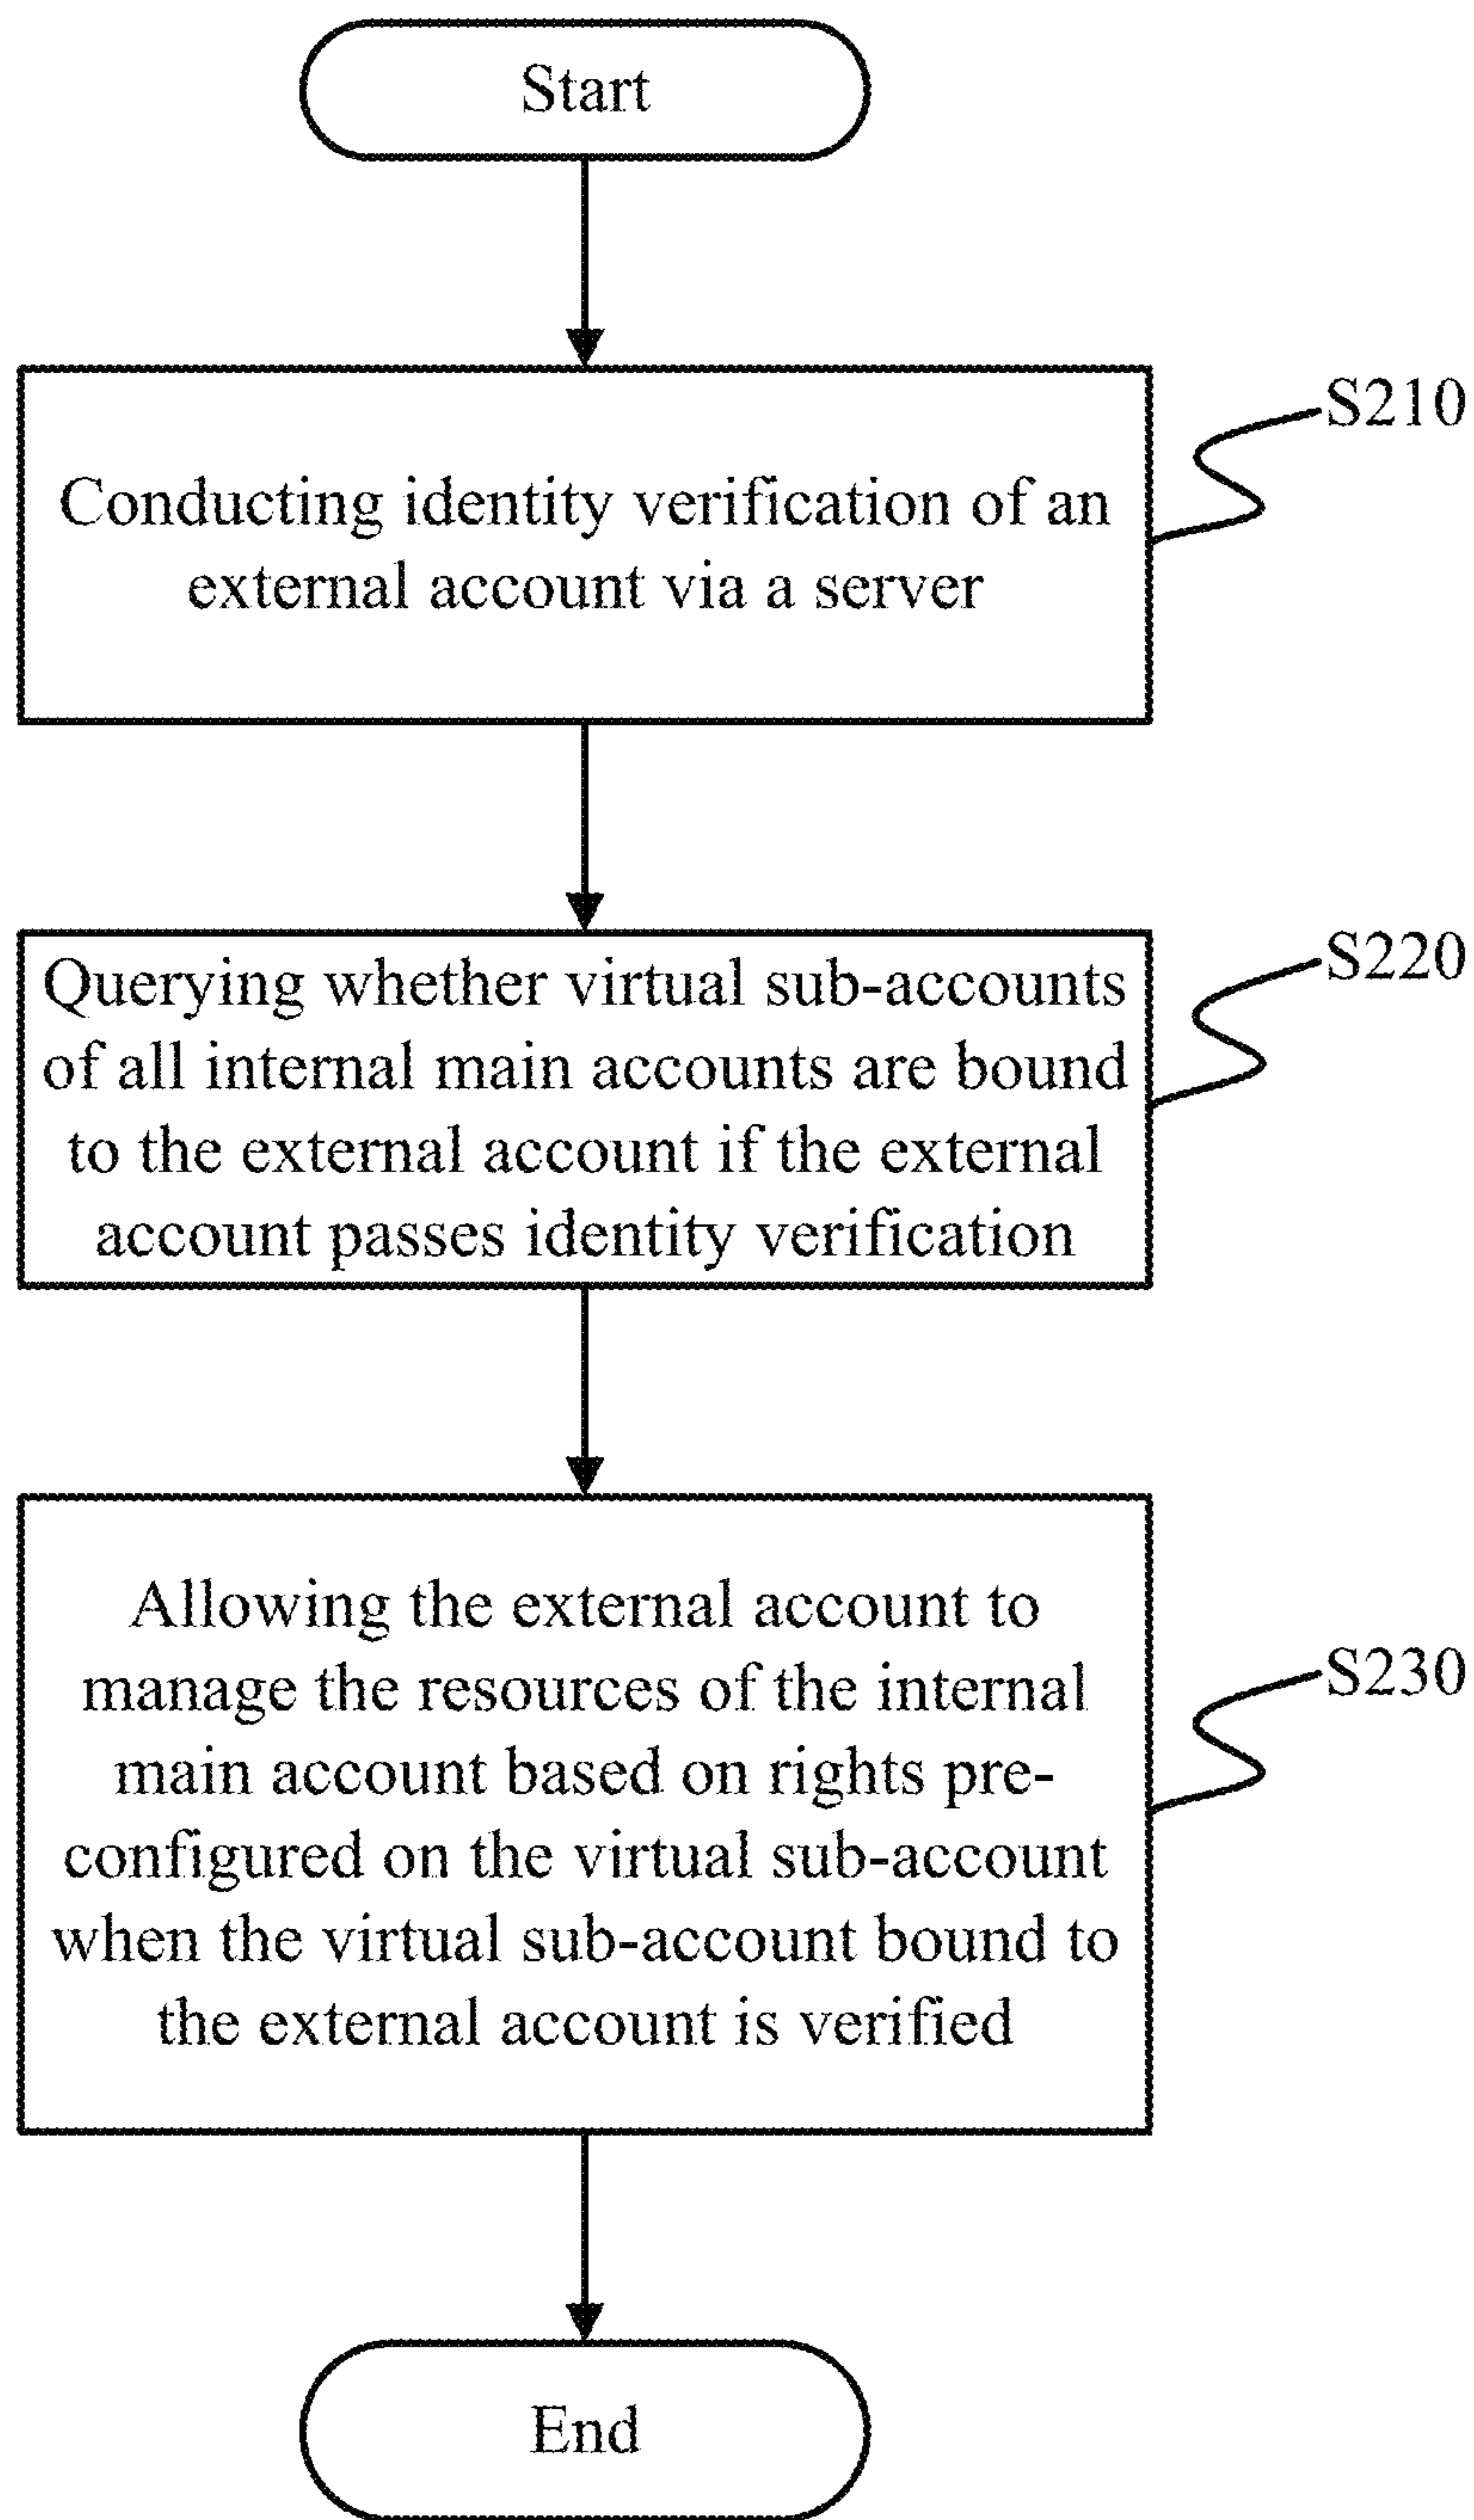 Start
S210
Conducting identity verification of an
external account via a server
S220
Querying whether virtual sub-accounts
of all internal main accounts are bound
to the external account if the external
account passes identity verification
Allowing the external account to
manage the resources of the internal
main account based on rights pre-
configured on the virtual sub-account
when the virtual sub-account bound to
the external account is verified
S230
End